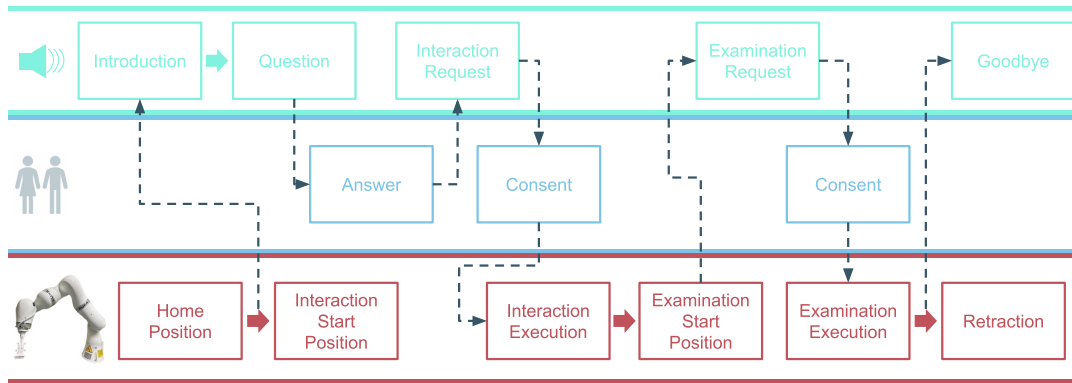 Introduction
Question
Interaction
Request
Examination
Request
Goodbye
Answer
Consent
Consent
Home
Position
Interaction
Start
Position
Interaction
Execution
Examination
Start
Position
Examination
Execution
Retraction